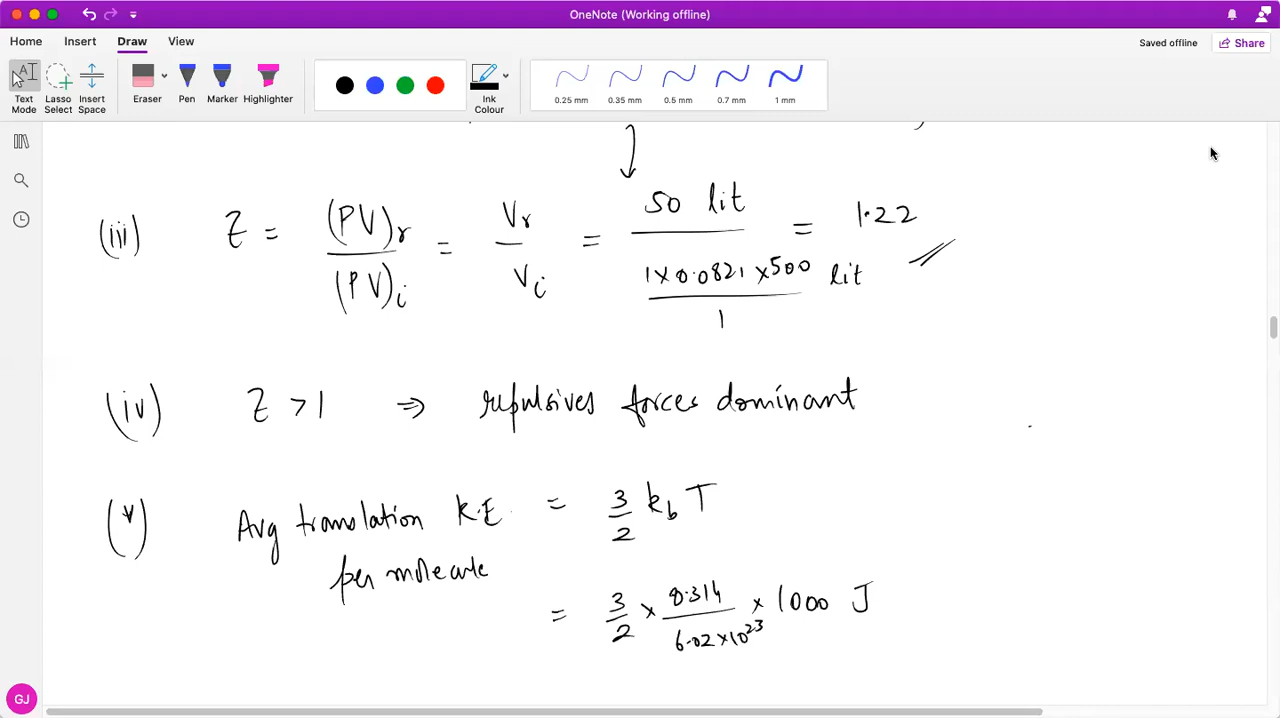 OneNote (Working offline)
Home Insert Draw View
Saved offline Share
Text Mode
Lasso Select
Insert Space
Eraser
Pen
Marker
Highlighter
Ink Colour
0.25 mm 0.35 mm 0.5 mm 0.7 mm 1 mm
(iii) Z = (PV)r / (PV)i = Vr / Vi = 50 lit / (1×0.0821×500 / 1) lit = 1.22
(iv) Z > 1 ⇒ repulsives forces dominant
(v) Avg translation K.E. = 3/2 kb T
per molecule
= 3/2 × 8.314 / 6.02×10^23 × 1000 J
GJ